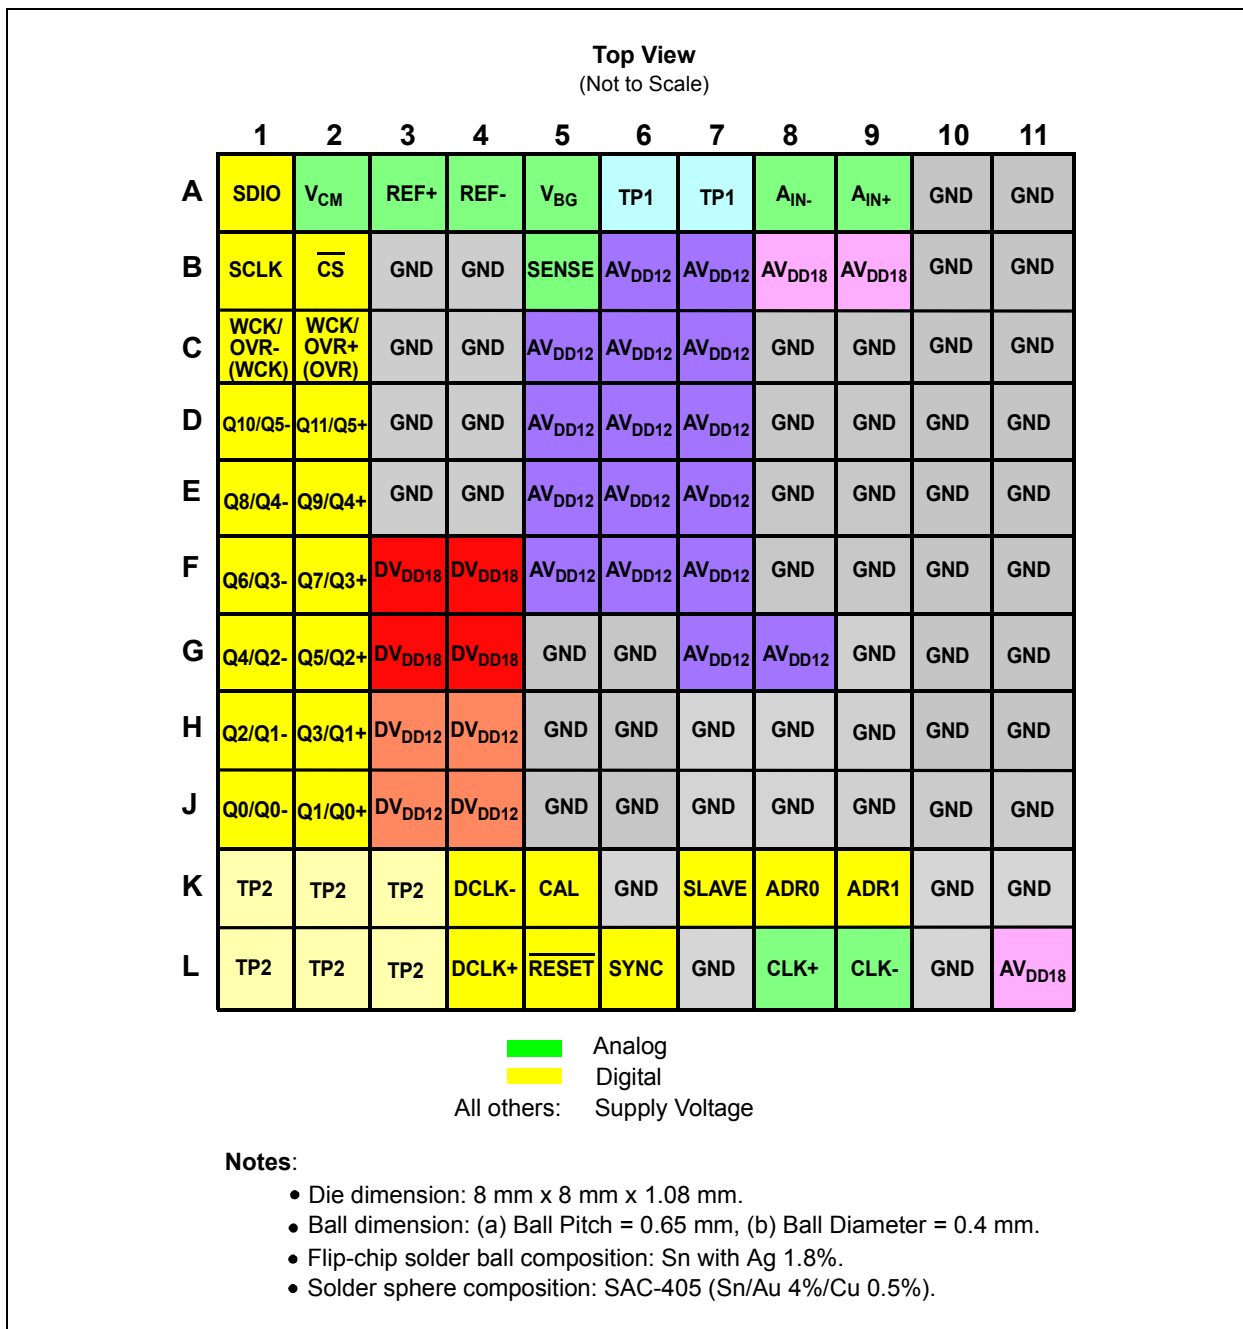 Top View
(Not to Scale)
1 2 3 4 5 6 7 8 9 10 11
A SDIO VCM REF+ REF- VBG TP1 TP1 AIN- AIN+ GND GND
B SCLK CS GND GND SENSE AVDD12 AVDD12 AVDD18 AVDD18 GND GND
C WCK/OVR-(WCK) WCK/OVR+(OVR) GND GND AVDD12 AVDD12 AVDD12 GND GND GND GND
D Q10/Q5- Q11/Q5+ GND GND AVDD12 AVDD12 AVDD12 GND GND GND GND
E Q8/Q4- Q9/Q4+ GND GND AVDD12 AVDD12 AVDD12 GND GND GND GND
F Q6/Q3- Q7/Q3+ DVDD18 DVDD18 AVDD12 AVDD12 AVDD12 GND GND GND GND
G Q4/Q2- Q5/Q2+ DVDD18 DVDD18 GND GND AVDD12 AVDD12 GND GND GND
H Q2/Q1- Q3/Q1+ DVDD12 DVDD12 GND GND GND GND GND GND GND
J Q0/Q0- Q1/Q0+ DVDD12 DVDD12 GND GND GND GND GND GND GND
K TP2 TP2 TP2 DCLK- CAL GND SLAVE ADR0 ADR1 GND GND
L TP2 TP2 TP2 DCLK+ RESET SYNC GND CLK+ CLK- GND AVDD18
Analog
Digital
All others: Supply Voltage
Notes:
• Die dimension: 8 mm x 8 mm x 1.08 mm.
• Ball dimension: (a) Ball Pitch = 0.65 mm, (b) Ball Diameter = 0.4 mm.
• Flip-chip solder ball composition: Sn with Ag 1.8%.
• Solder sphere composition: SAC-405 (Sn/Au 4%/Cu 0.5%).